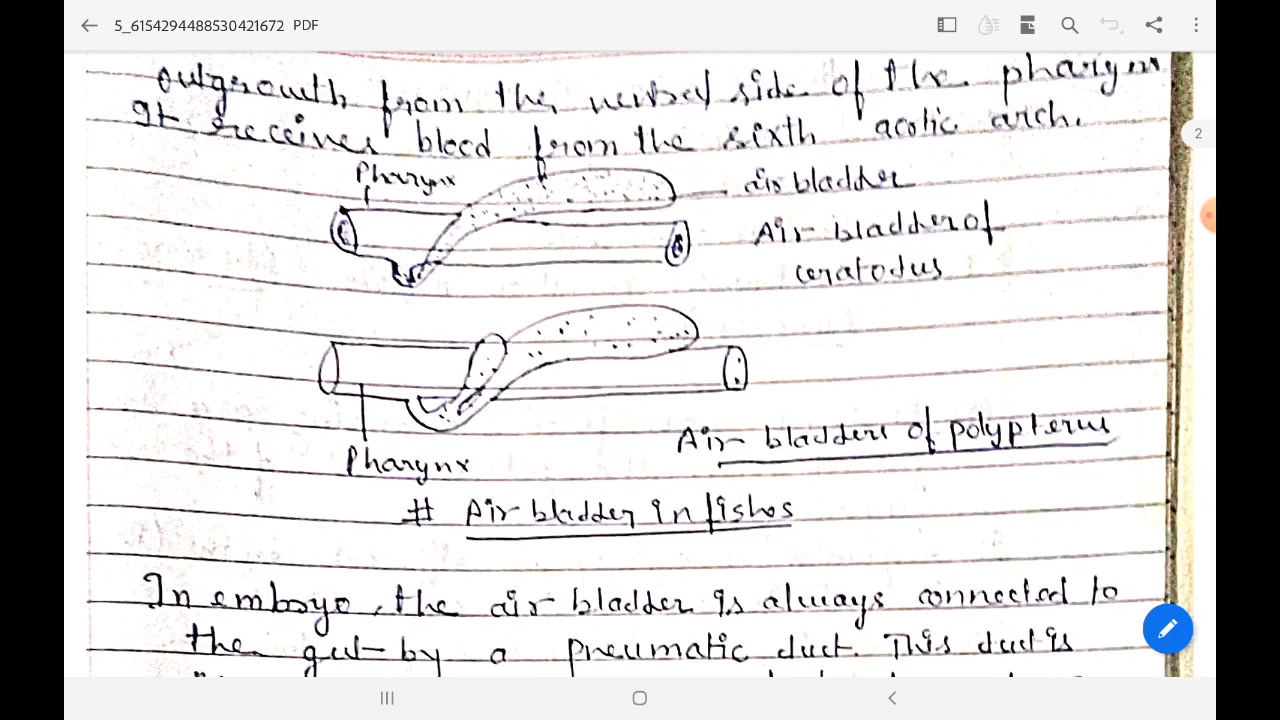 5_6154294488530421672 PDF
outgrowth from the ventral side of the pharynx
It receives blood from the sixth aortic arch.
2
Pharynx
air bladder
Air bladder of
ceratodus
Air bladders of polypterus
Pharynx
# Air bladder in fishes
In embryo, the air bladder is always connected to
the gut by a pneumatic duct. This duct is